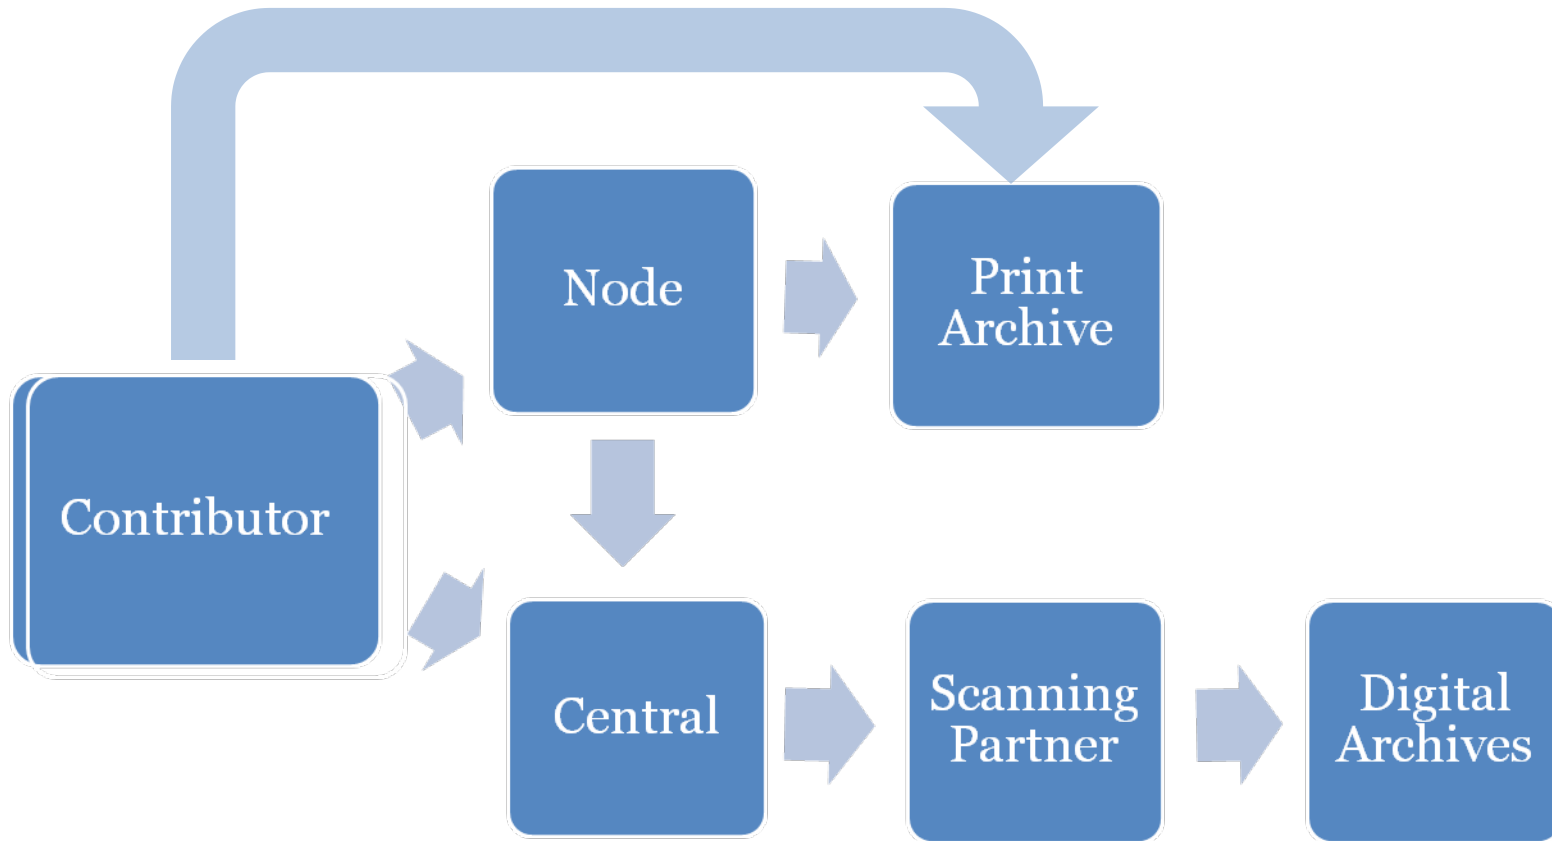 Node
Print
Archive
Contributor
Central
Scanning
Partner
Digital
Archives